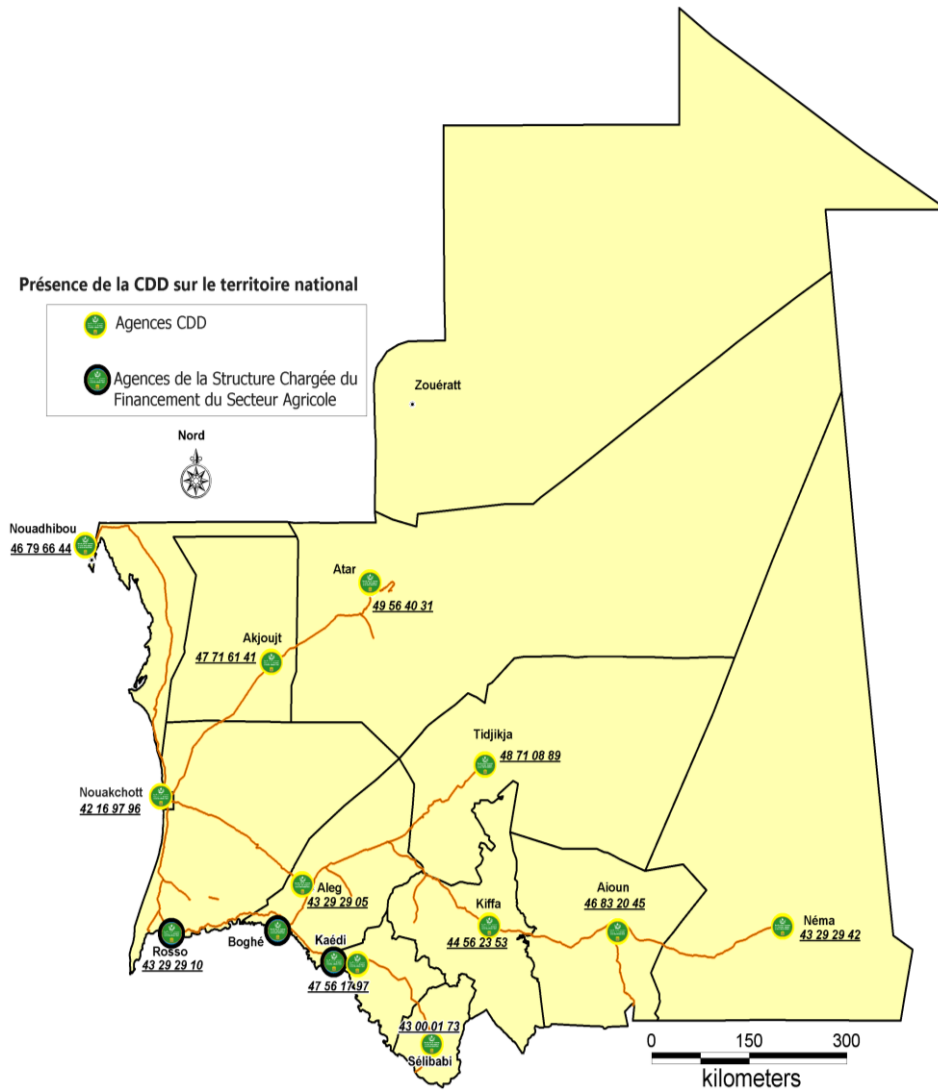 Présence de la CDD sur le territoire national
Agences CDD
Agences de la Structure Chargée du
Financement du Secteur Agricole
Nord
Zouératt
Nouadhibou
46 79 66 44
Atar
49 56 40 31
Akjoujt
47 71 61 41
Tidjikja
48 71 08 89
Nouakchott
42 16 97 96
Aleg
43 29 29 05
Kiffa
44 56 23 53
Aioun
46 83 20 45
Néma
43 29 29 42
Rosso
43 29 29 10
Boghé
Kaédi
47 56 17 97
43 00 01 73
Sélibabi
0 150 300
kilometers